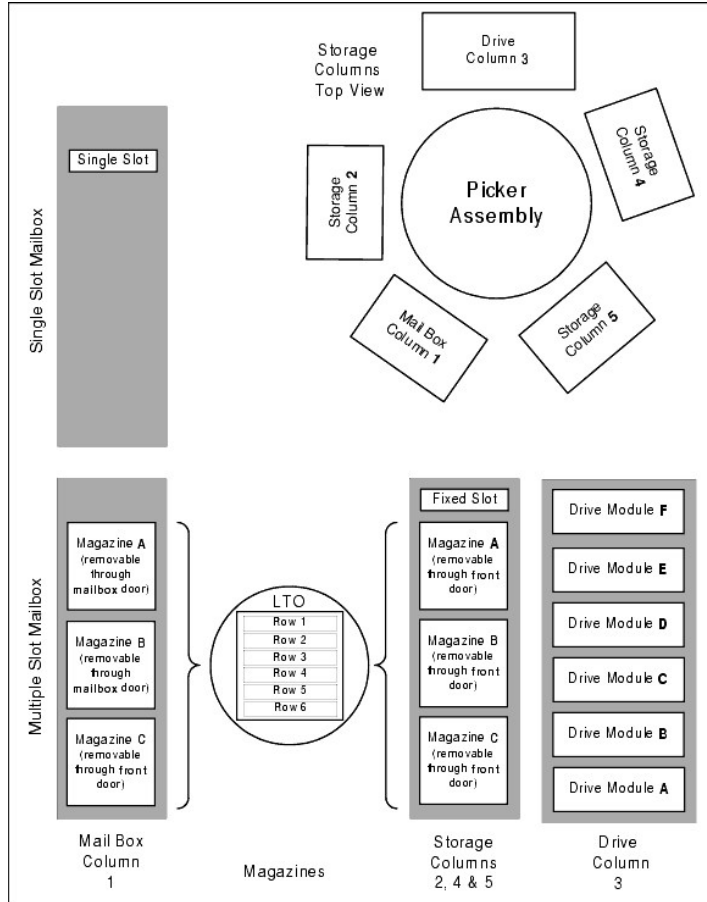 Storage
Columns
Top View
Drive
Column 3
Storage
Column 4
Storage
Column 2
Picker
Assembly
Storage
Column 5
Mail Box
Column 1
Single Slot Mailbox
Single Slot
Multiple Slot Mailbox
Magazine A
(removable
through
mailbox door)
Magazine B
(removable
through
mailbox door)
Magazine C
(removable
through front
door)
LTO
Row 1
Row 2
Row 3
Row 4
Row 5
Row 6
Fixed Slot
Magazine A
(removable
through front
door)
Magazine B
(removable
through front
door)
Magazine C
(removable
through front
door)
Drive Module F
Drive Module E
Drive Module D
Drive Module C
Drive Module B
Drive Module A
Mail Box
Column
1
Magazines
Storage
Columns
2, 4 & 5
Drive
Column
3